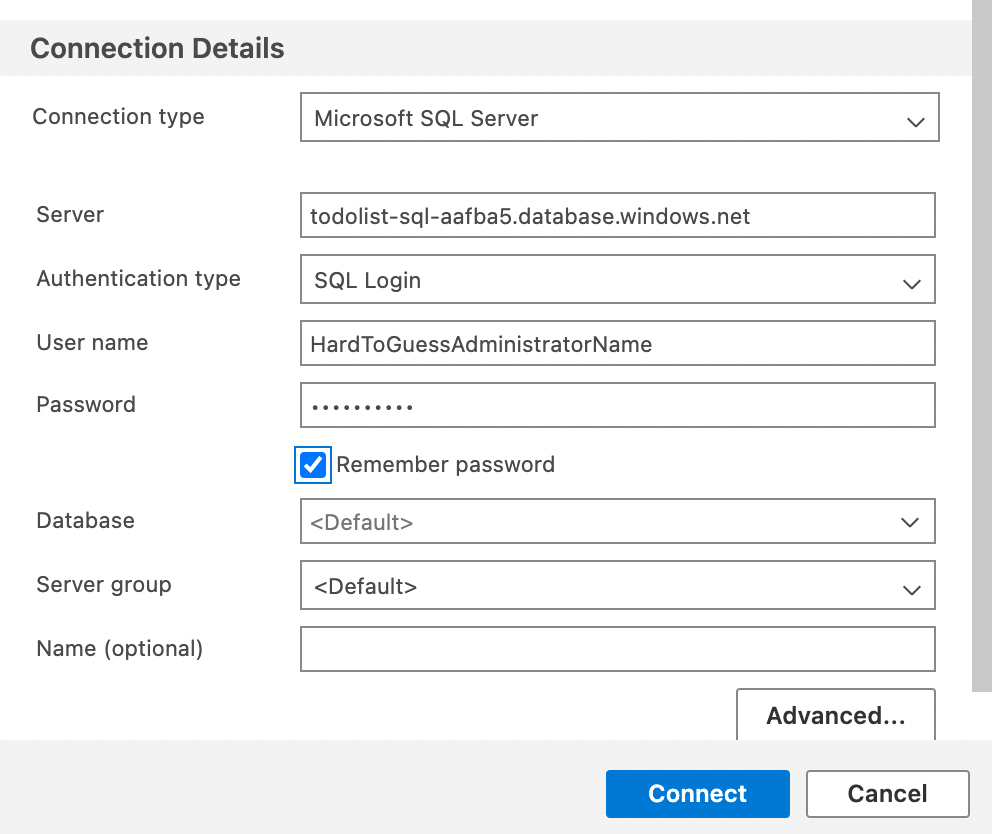 Connection Details
Connection type Microsoft SQL Server
Server todolist-sql-aafba5.database.windows.net
Authentication type SQL Login
User name HardToGuessAdministratorName
Password ••••••••••
Remember password
Database <Default>
Server group <Default>
Name (optional)
Advanced...
Connect Cancel